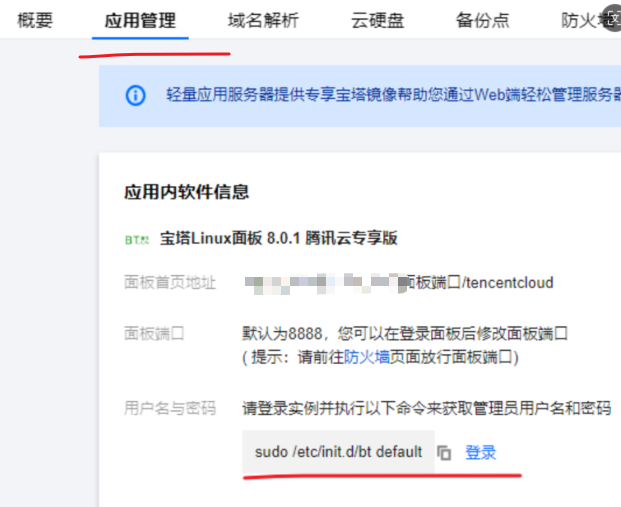 概要 应用管理 域名解析 云硬盘 备份点 防火墙
轻量应用服务器提供专享宝塔镜像帮助您通过Web端轻松管理服务器
应用内软件信息
宝塔Linux面板 8.0.1 腾讯云专享版
面板首页地址 面板端口/tencentcloud
面板端口 默认为8888，您可以在登录面板后修改面板端口
(提示：请前往防火墙页面放行面板端口)
用户名与密码 请登录实例并执行以下命令来获取管理员用户名和密码
sudo /etc/init.d/bt default 登录